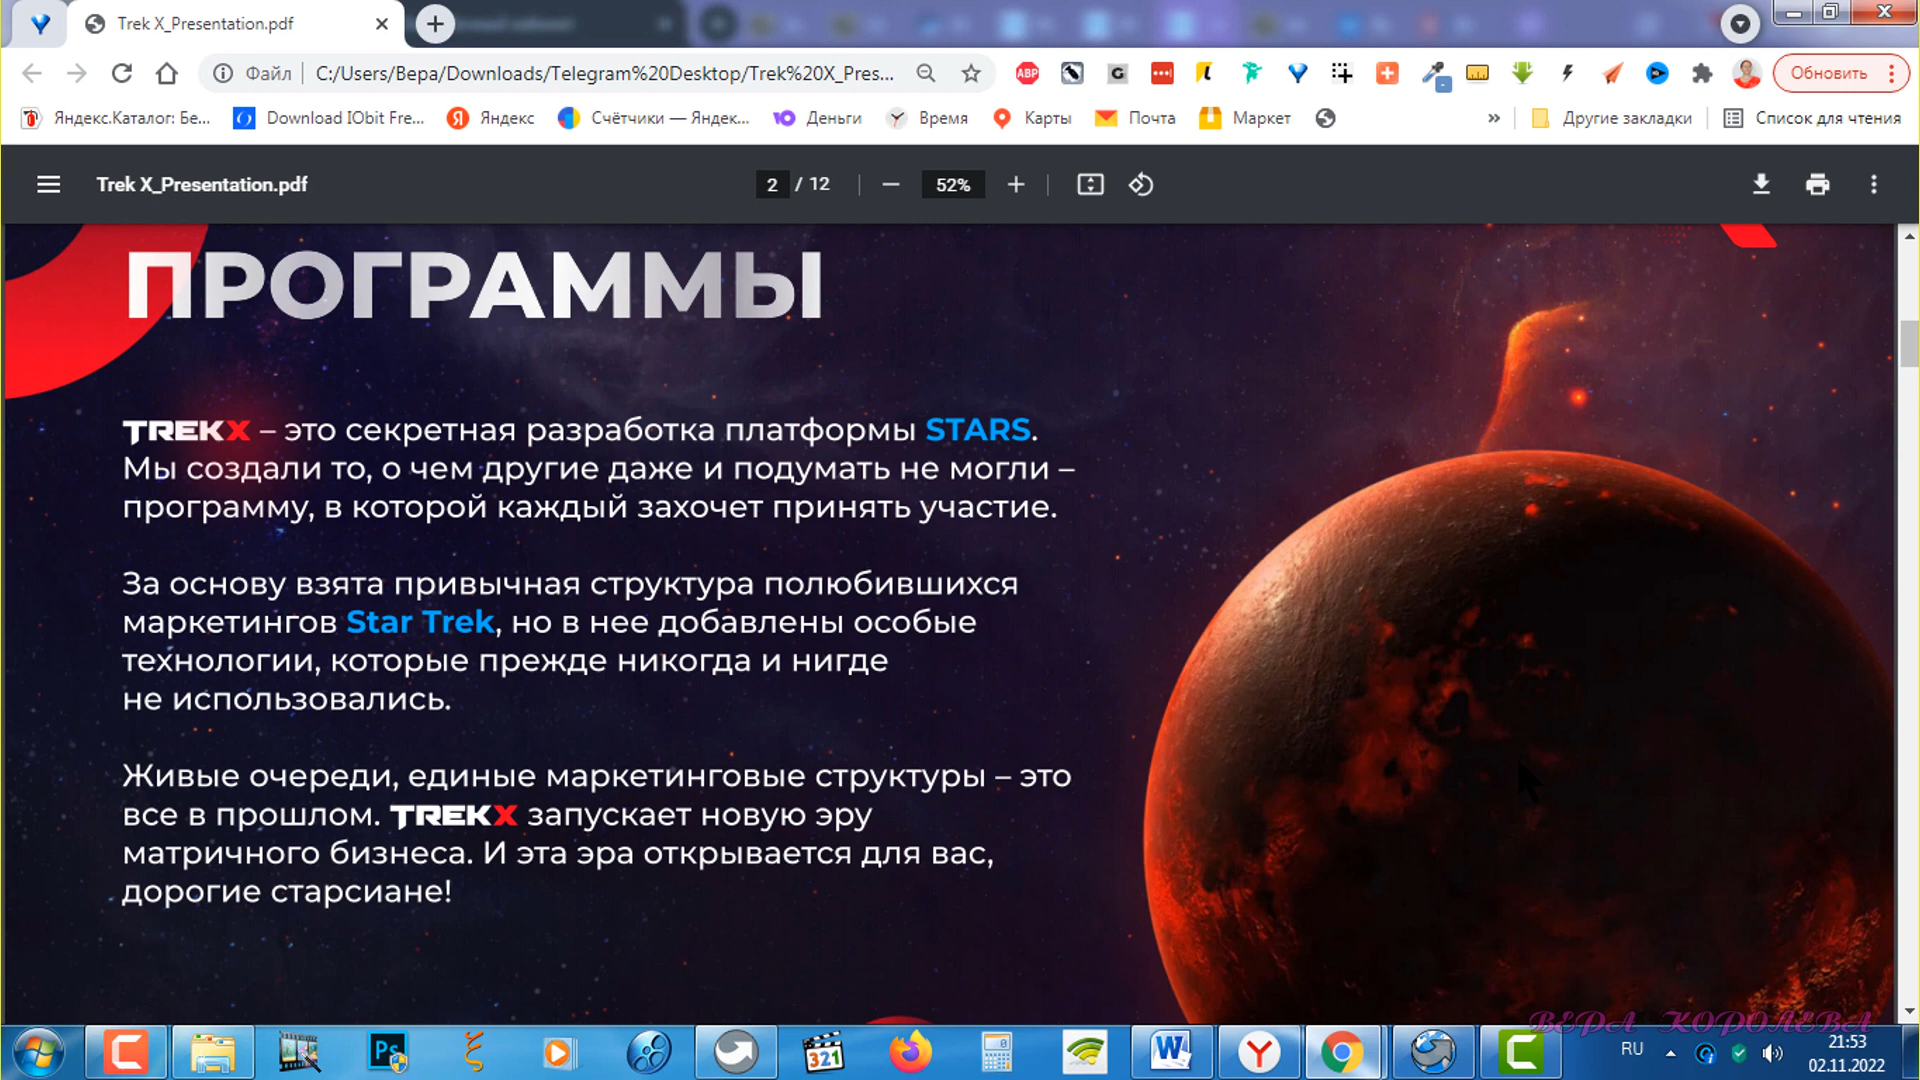 Trek X_Presentation.pdf
Файл
C:/Users/Вера/Downloads/Telegram%20Desktop/Trek%20X_Pres...
ABP
G
Обновить
Яндекс.Каталог: Бе...
Download IObit Fre...
Яндекс
Счётчики — Яндек...
Деньги
Время
Карты
Почта
Маркет
»
Другие закладки
Список для чтения
Trek X_Presentation.pdf
2 / 12
52%
ПРОГРАММЫ
TREKX – это секретная разработка платформы STARS.
Мы создали то, о чем другие даже и подумать не могли –
программу, в которой каждый захочет принять участие.
За основу взята привычная структура полюбившихся
маркетингов Star Trek, но в нее добавлены особые
технологии, которые прежде никогда и нигде
не использовались.
Живые очереди, единые маркетинговые структуры – это
все в прошлом. TREKX запускает новую эру
матричного бизнеса. И эта эра открывается для вас,
дорогие старсиане!
ВЕРА КОРОЛЕВА
Ps
321
RU
21:53
02.11.2022